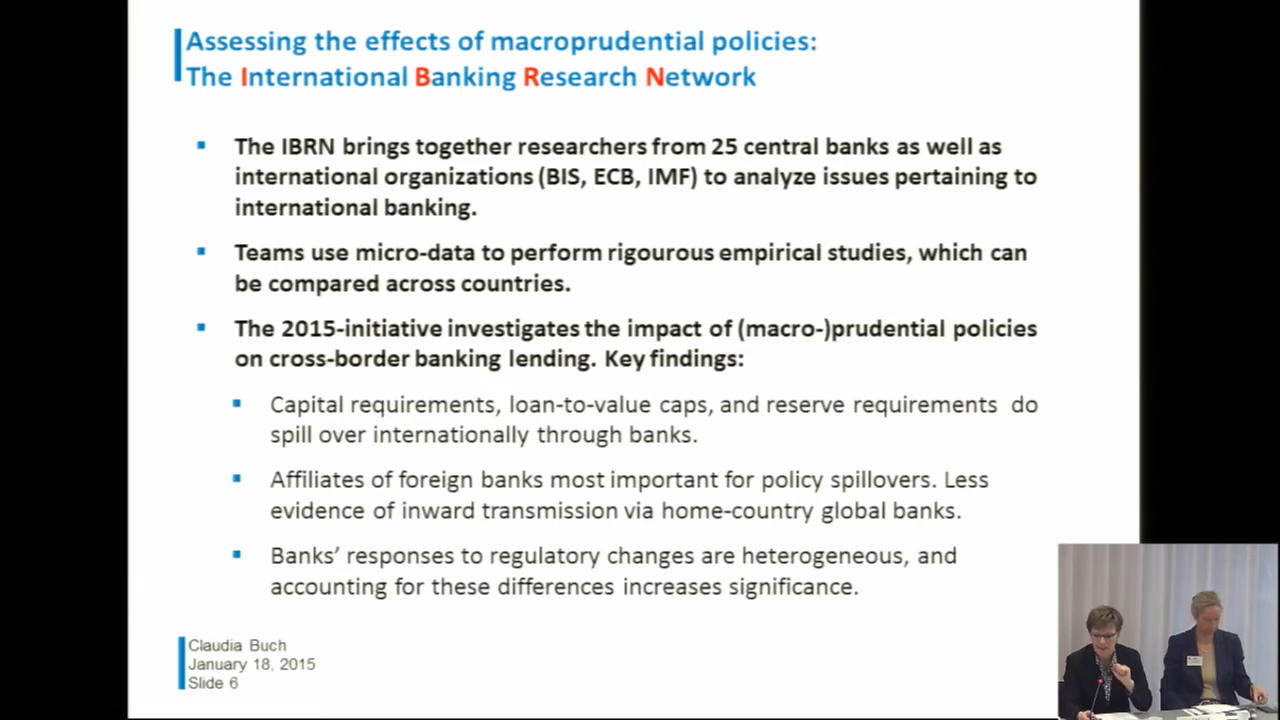 Assessing the effects of macroprudential policies:
The International Banking Research Network
The IBRN brings together researchers from 25 central banks as well as
international organizations (BIS, ECB, IMF) to analyze issues pertaining to
international banking.
Teams use micro-data to perform rigourous empirical studies, which can
be compared across countries.
The 2015-initiative investigates the impact of (macro-)prudential policies
on cross-border banking lending. Key findings:
Capital requirements, loan-to-value caps, and reserve requirements do
spill over internationally through banks.
Affiliates of foreign banks most important for policy spillovers. Less
evidence of inward transmission via home-country global banks.
Banks’ responses to regulatory changes are heterogeneous, and
accounting for these differences increases significance.
Claudia Buch
January 18, 2015
Slide 6